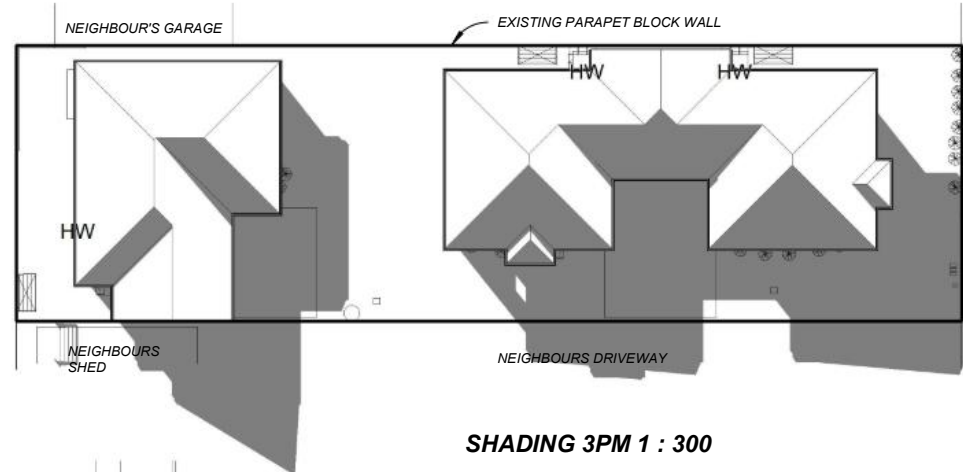 NEIGHBOUR'S GARAGE
EXISTING PARAPET BLOCK WALL
HW
HW
HW
NEIGHBOURS
SHED
NEIGHBOURS DRIVEWAY
SHADING 3PM 1 : 300